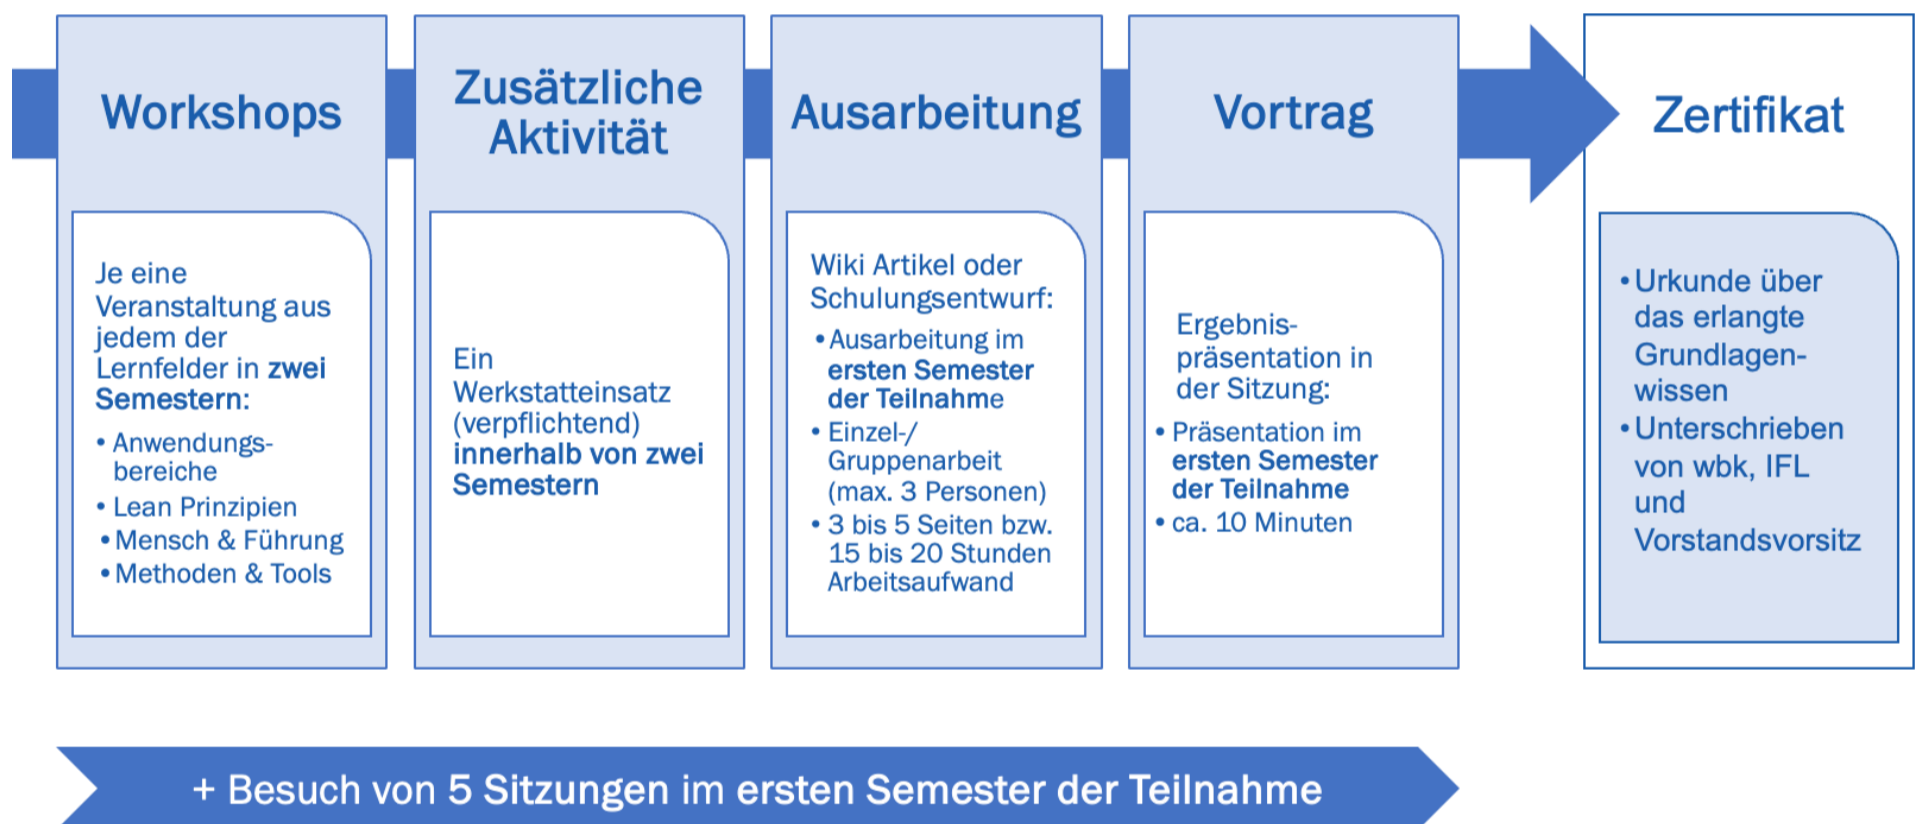 Workshops
Je eine
Veranstaltung aus
jedem der
Lernfelder in zwei
Semestern:
• Anwendungs-
bereiche
• Lean Prinzipien
• Mensch & Führung
• Methoden & Tools
Zusätzliche
Aktivität
Ein
Werkstatteinsatz
(verpflichtend)
innerhalb von zwei
Semestern
Ausarbeitung
Wiki Artikel oder
Schulungsentwurf:
• Ausarbeitung im
ersten Semester
der Teilnahme
• Einzel-/
Gruppenarbeit
(max. 3 Personen)
• 3 bis 5 Seiten bzw.
15 bis 20 Stunden
Arbeitsaufwand
Vortrag
Ergebnis-
präsentation in
der Sitzung:
• Präsentation im
ersten Semester
der Teilnahme
• ca. 10 Minuten
Zertifikat
• Urkunde über
das erlangte
Grundlagen-
wissen
• Unterschrieben
von wbk, IFL
und
Vorstandsvorsitz
+ Besuch von 5 Sitzungen im ersten Semester der Teilnahme